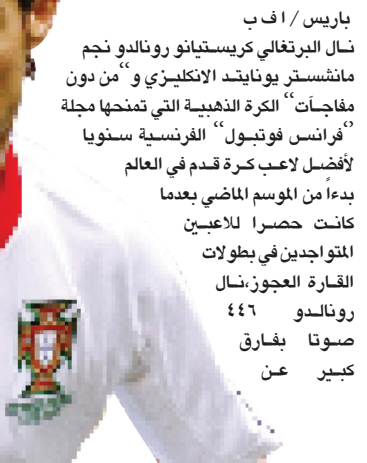 باريس / ا ف ب
نال البرتغالي كريستيانو رونالدو نجم
مانشستر يونايتد الانكليزي و“من دون
مفاجآت“ الكرة الذهبية التي تمنحها مجلة
”فرانس فوتبول“ الفرنسية سنويا
لأفضل لاعب كرة قدم في العالم
بدءاً من الموسم الماضي بعدما
كانت حصرا للاعبين
المتواجدين في بطولات
القارة العجوز،نال
رونالدو ٤٤٦
صوتا بفارق
كبير عن